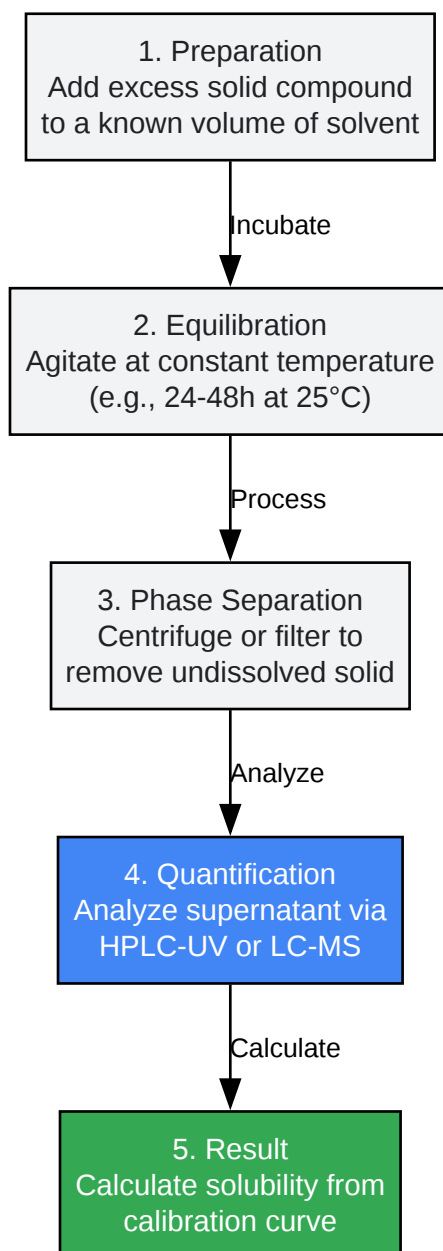 1. Preparation
Add excess solid compound
to a known volume of solvent
Incubate
2. Equilibration
Agitate at constant temperature
(e.g., 24-48h at 25°C)
Process
3. Phase Separation
Centrifuge or filter to
remove undissolved solid
Analyze
4. Quantification
Analyze supernatant via
HPLC-UV or LC-MS
Calculate
5. Result
Calculate solubility from
calibration curve